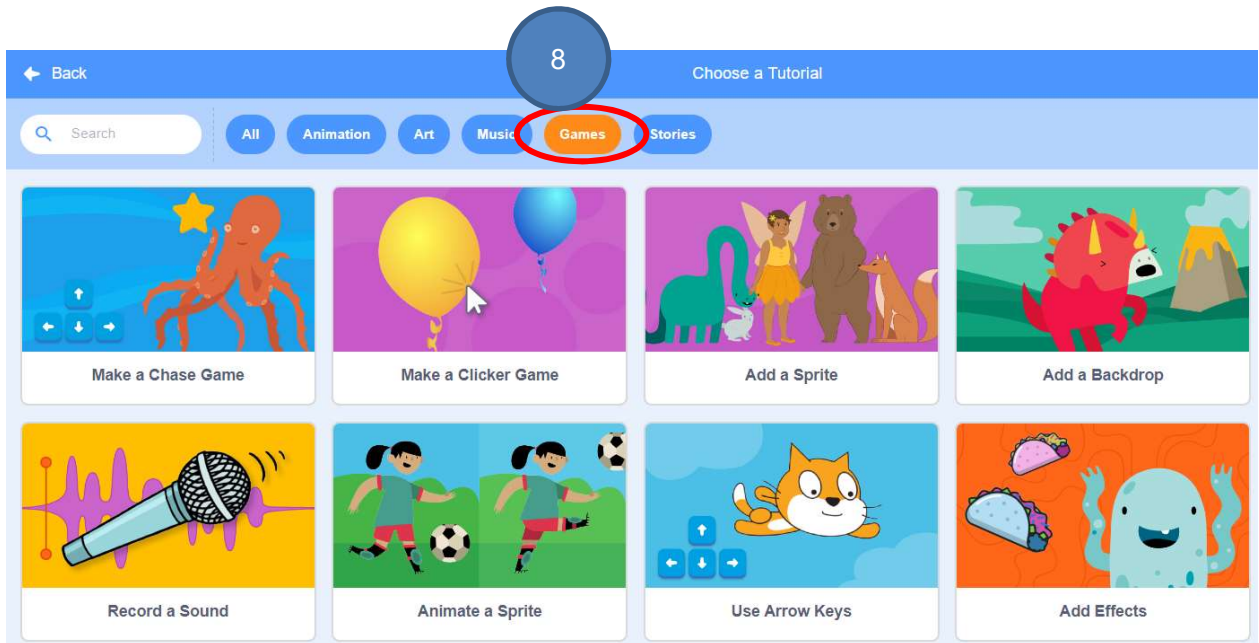 8
Back
Choose a Tutorial
Search
All
Animation
Art
Music
Games
Stories
Make a Chase Game
Make a Clicker Game
Add a Sprite
Add a Backdrop
Record a Sound
Animate a Sprite
Use Arrow Keys
Add Effects